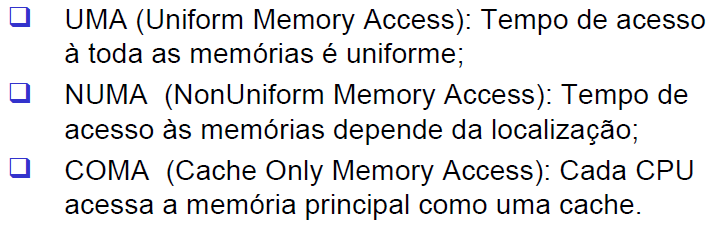 UMA (Uniform Memory Access): Tempo de acesso
à toda as memórias é uniforme;
NUMA (NonUniform Memory Access): Tempo de
acesso às memórias depende da localização;
COMA (Cache Only Memory Access): Cada CPU
acessa a memória principal como uma cache.